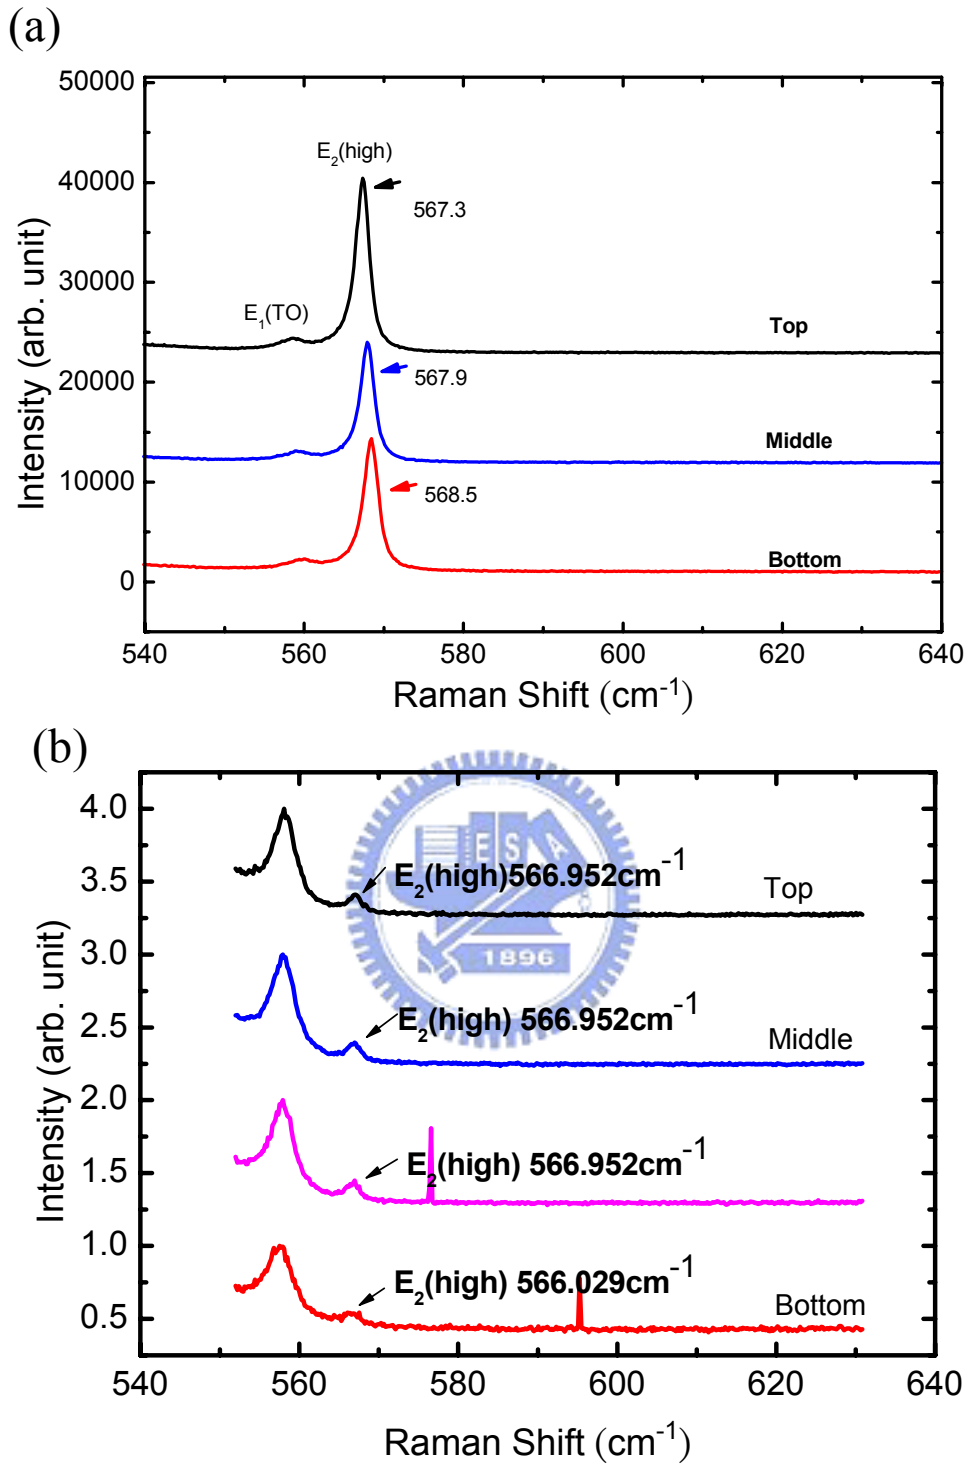 (a)
50000
40000
30000
20000
10000
0
Intensity (arb. unit)
E2(high)
567.3
E1(TO)
Top
567.9
Middle
568.5
Bottom
540 560 580 600 620 640
Raman Shift (cm-1)
(b)
4.0
3.5
3.0
2.5
2.0
1.5
1.0
0.5
Intensity (arb. unit)
E S A
1896
E2(high)566.952cm-1
Top
E2(high) 566.952cm-1
Middle
E2(high) 566.952cm-1
E2(high) 566.029cm-1
Bottom
540 560 580 600 620 640
Raman Shift (cm-1)